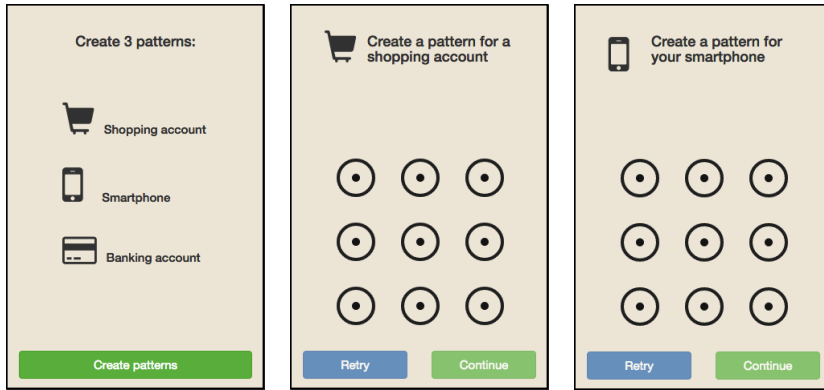 Create 3 patterns:
Shopping account
Smartphone
Banking account
Create patterns
Create a pattern for a
shopping account
Retry
Continue
Create a pattern for
your smartphone
Retry
Continue